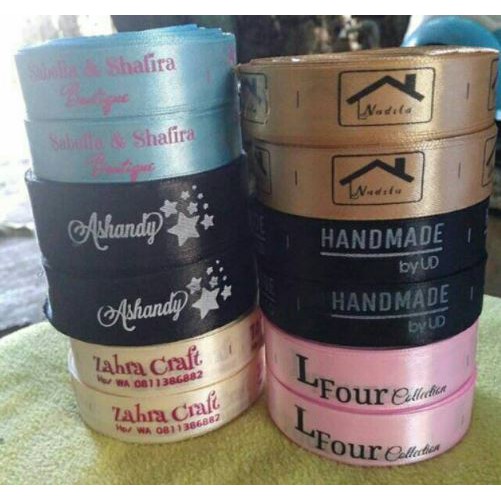 Sabella & Shafira
Boutique
Sabella & Shafira
Boutique
Ashandy
Ashandy
Zahra Craft
Hp/ WA 0811386882
Zahra Craft
Hp/ WA 0811386882
Nadila
Nadila
HANDMADE
by UD
HANDMADE
by UD
LFour Collection
LFour Collection